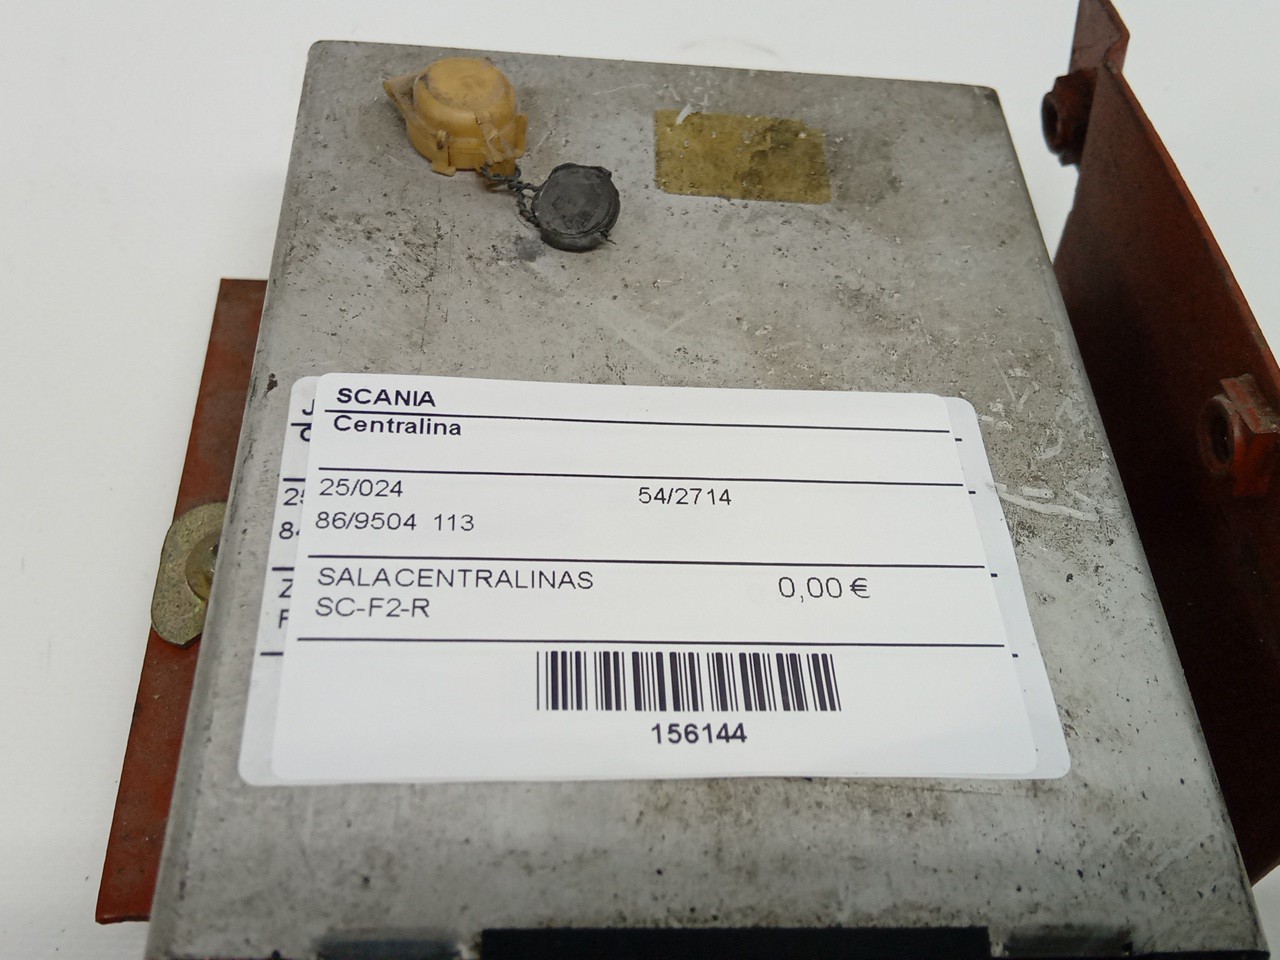 SCANIA
Centralina
25/024 54/2714
86/9504 113
SALACENTRALINAS 0,00 €
SC-F2-R
156144